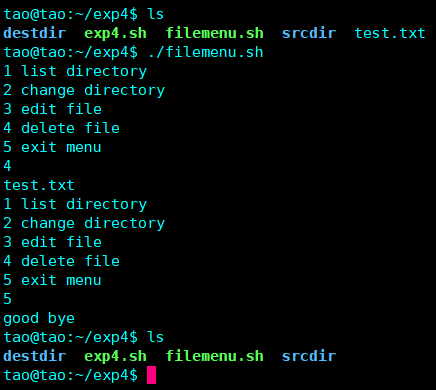 tao@tao:~/exp4$ ls
destdir  exp4.sh  filemenu.sh  srcdir  test.txt
tao@tao:~/exp4$ ./filemenu.sh
1 list directory
2 change directory
3 edit file
4 delete file
5 exit menu
4
test.txt
1 list directory
2 change directory
3 edit file
4 delete file
5 exit menu
5
good bye
tao@tao:~/exp4$ ls
destdir  exp4.sh  filemenu.sh  srcdir
tao@tao:~/exp4$